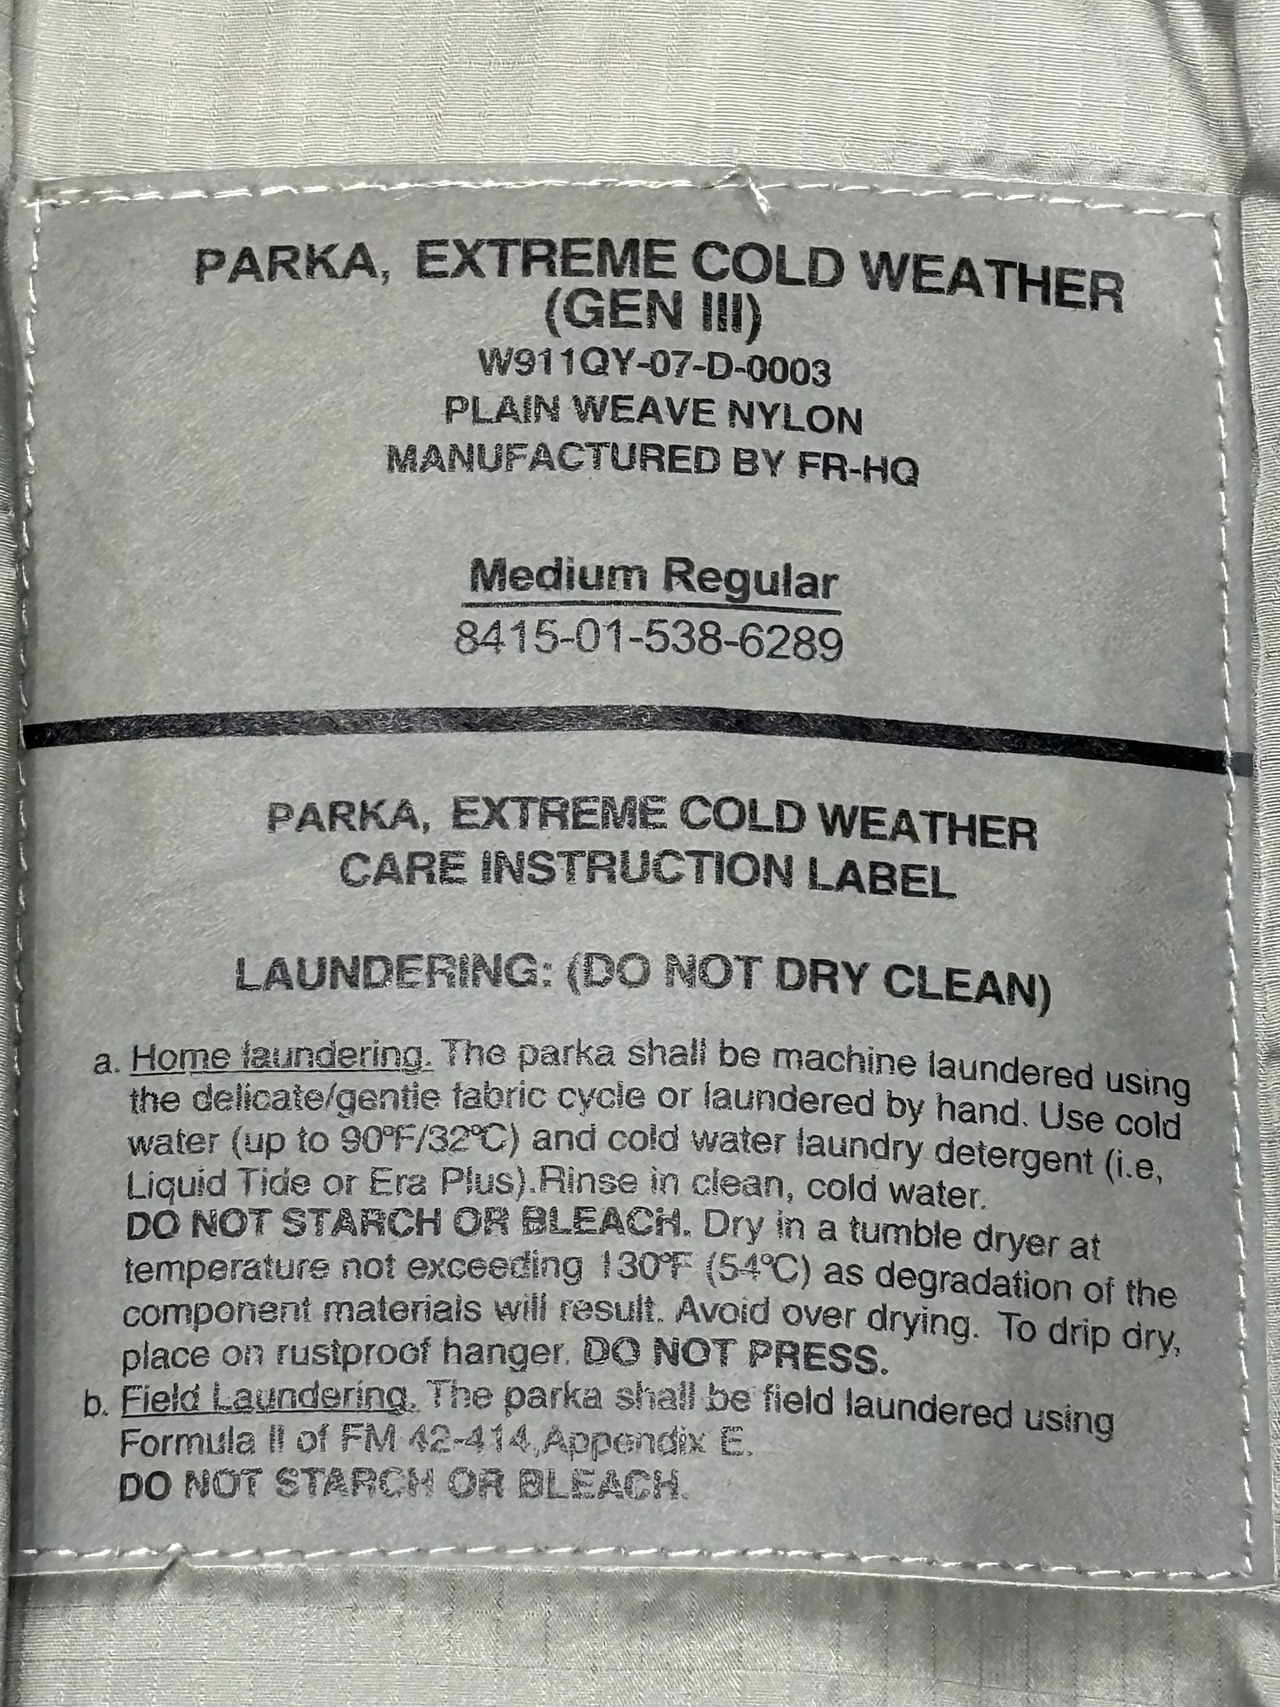 PARKA, EXTREME COLD WEATHER
(GEN III)
W911QY-07-D-0003
PLAIN WEAVE NYLON
MANUFACTURED BY FR-HQ
Medium Regular
8415-01-538-6289
PARKA, EXTREME COLD WEATHER
CARE INSTRUCTION LABEL
LAUNDERING: (DO NOT DRY CLEAN)
a. Home laundering. The parka shall be machine laundered using
the delicate/gentle fabric cycle or laundered by hand. Use cold
water (up to 90°F/32°C) and cold water laundry detergent (i.e,
Liquid Tide or Era Plus).Rinse in clean, cold water.
DO NOT STARCH OR BLEACH. Dry in a tumble dryer at
temperature not exceeding 130°F (54°C) as degradation of the
component materials will result. Avoid over drying. To drip dry,
place on rustproof hanger. DO NOT PRESS.
b. Field Laundering. The parka shall be field laundered using
Formula II of FM 42-414,Appendix E.
DO NOT STARCH OR BLEACH.